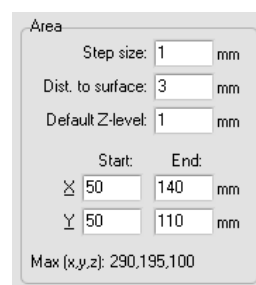 Area
Step size: 1 mm
Dist. to surface: 3 mm
Default Z-level: 1 mm
Start: End:
X 50 140 mm
Y 50 110 mm
Max (x,y,z): 290,195,100